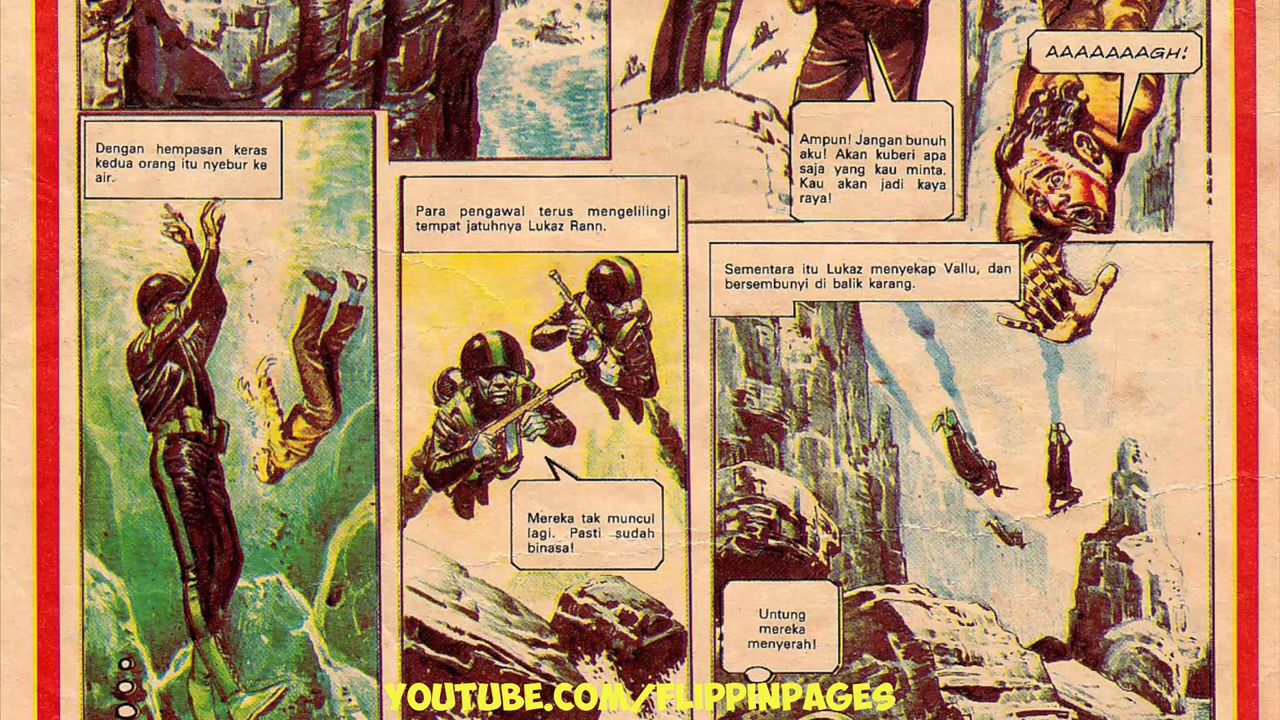 AAAAAAAGH!
Ampun! Jangan bunuh
aku! Akan kuberi apa
saja yang kau minta.
Kau akan jadi kaya
raya!
Dengan hempasan keras
kedua orang itu nyebur ke
air.
Para pengawal terus mengelilingi
tempat jatuhnya Lukaz Rann.
Mereka tak muncul
lagi. Pasti sudah
binasa!
Sementara itu Lukaz menyekap Vallu, dan
bersembunyi di balik karang.
Untung
mereka
menyerah!
YOUTUBE.COM/FLIPPINPAGES